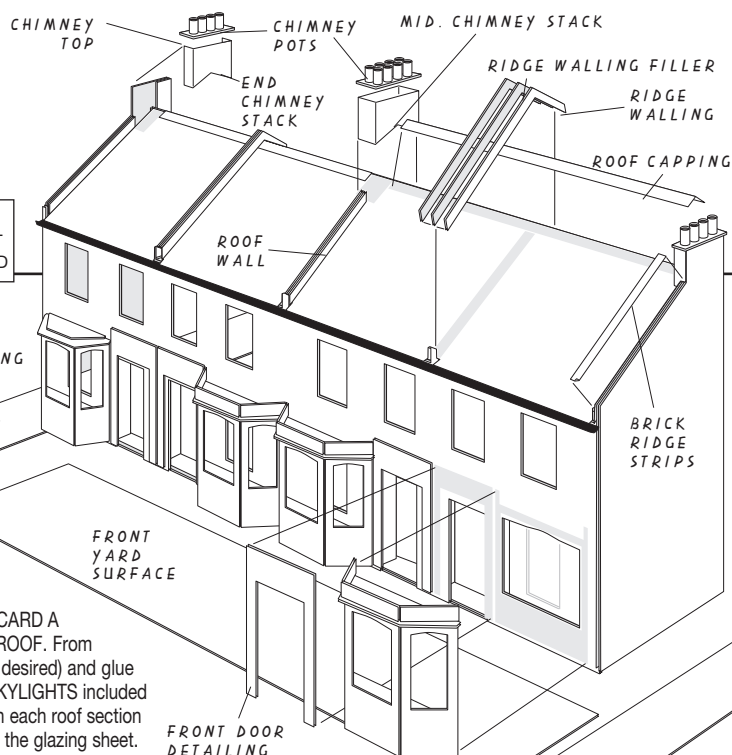 CHIMNEY
TOP
CHIMNEY
POTS
MID. CHIMNEY STACK
RIDGE WALLING FILLER
END
CHIMNEY
STACK
RIDGE
WALLING
ROOF CAPPING
D
ROOF
WALL
NG
BRICK
RIDGE
STRIPS
FRONT
YARD
SURFACE
CARD A
ROOF. From
desired) and glue
KYLIGHTS included
n each roof section
the glazing sheet.
FRONT DOOR
DETAILING